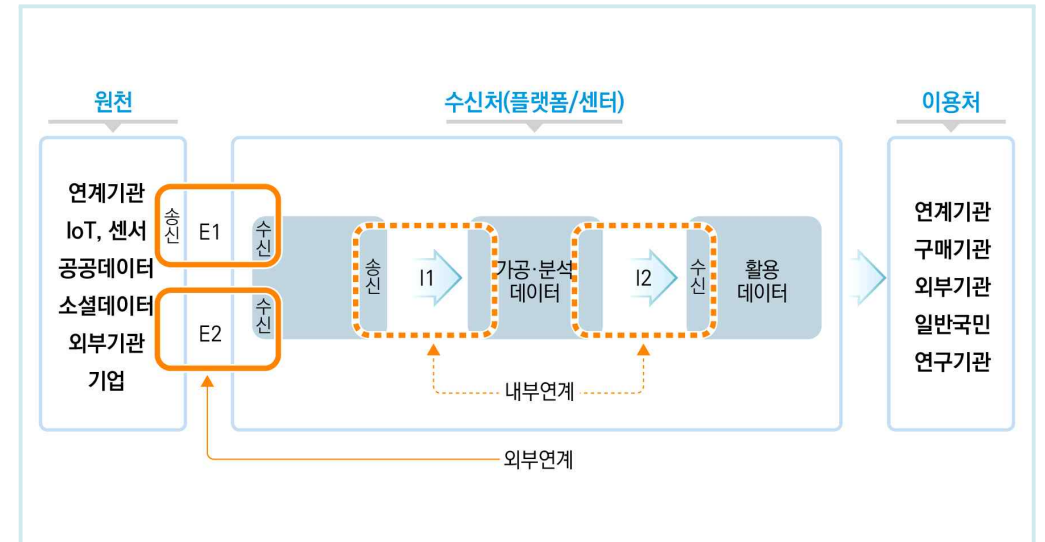 원천
수신처(플랫폼/센터)
이용처
연계기관
IoT, 센서
공공데이터
소셜데이터
외부기관
기업
송신
E1
수신
E2
수신
송신
I1
가공·분석
데이터
I2
수신
활용
데이터
연계기관
구매기관
외부기관
일반국민
연구기관
내부연계
외부연계